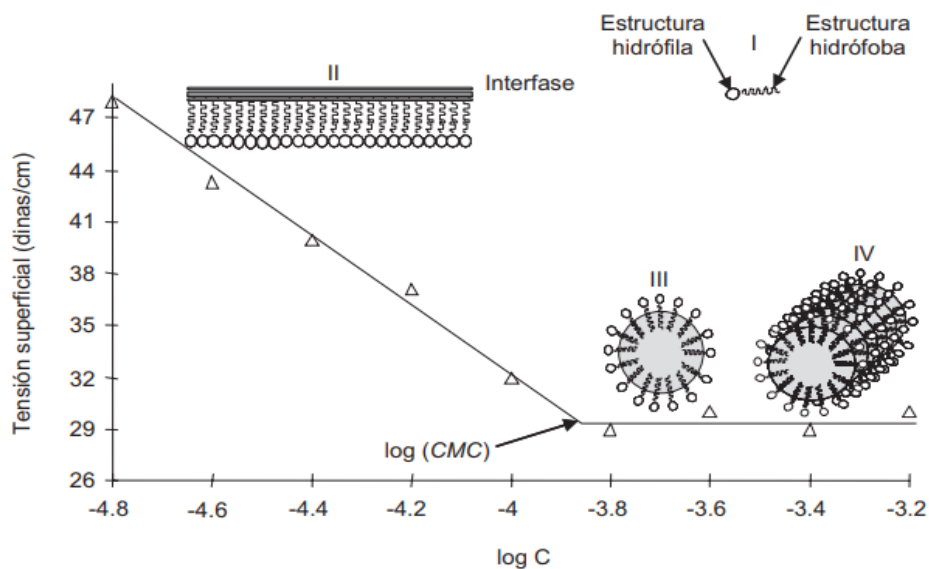 Estructura
hidrófila
I
Estructura
hidrófoba
II
Interfase
III
IV
log (CMC)
Tensión superficial (dinas/cm)
47
44
41
38
35
32
29
26
-4.8 -4.6 -4.4 -4.2 -4 -3.8 -3.6 -3.4 -3.2
log C